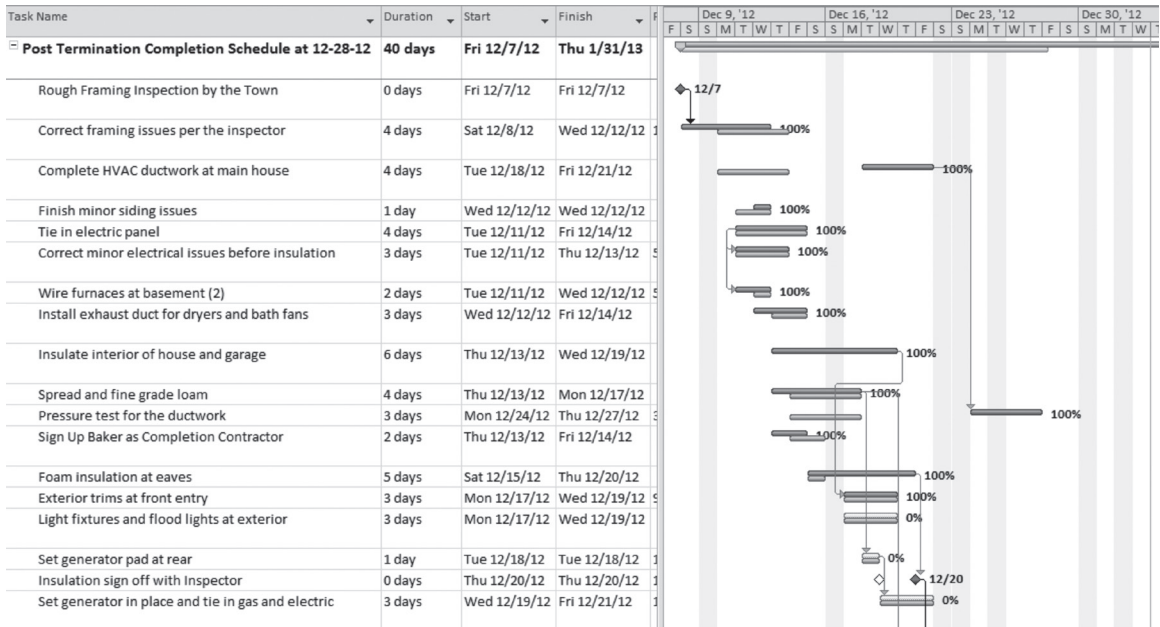 Task Name Duration Start Finish F Dec 9, '12 Dec 16, '12 Dec 23, '12 Dec 30, '12
F S S M T W T F S S M T W T F S S M T W T F S S M T W T
Post Termination Completion Schedule at 12-28-12 40 days Fri 12/7/12 Thu 1/31/13
Rough Framing Inspection by the Town 0 days Fri 12/7/12 Fri 12/7/12 12/7
Correct framing issues per the inspector 4 days Sat 12/8/12 Wed 12/12/12 1 100%
Complete HVAC ductwork at main house 4 days Tue 12/18/12 Fri 12/21/12 100%
Finish minor siding issues 1 day Wed 12/12/12 Wed 12/12/12 100%
Tie in electric panel 4 days Tue 12/11/12 Fri 12/14/12 100%
Correct minor electrical issues before insulation 3 days Tue 12/11/12 Thu 12/13/12 5 100%
Wire furnaces at basement (2) 2 days Tue 12/11/12 Wed 12/12/12 5 100%
Install exhaust duct for dryers and bath fans 3 days Wed 12/12/12 Fri 12/14/12 100%
Insulate interior of house and garage 6 days Thu 12/13/12 Wed 12/19/12 100%
Spread and fine grade loam 4 days Thu 12/13/12 Mon 12/17/12 100%
Pressure test for the ductwork 3 days Mon 12/24/12 Thu 12/27/12 3 100%
Sign Up Baker as Completion Contractor 2 days Thu 12/13/12 Fri 12/14/12 100%
Foam insulation at eaves 5 days Sat 12/15/12 Thu 12/20/12 100%
Exterior trims at front entry 3 days Mon 12/17/12 Wed 12/19/12 9 100%
Light fixtures and flood lights at exterior 3 days Mon 12/17/12 Wed 12/19/12 0%
Set generator pad at rear 1 day Tue 12/18/12 Tue 12/18/12 1 0%
Insulation sign off with Inspector 0 days Thu 12/20/12 Thu 12/20/12 1 12/20
Set generator in place and tie in gas and electric 3 days Wed 12/19/12 Fri 12/21/12 1 0%